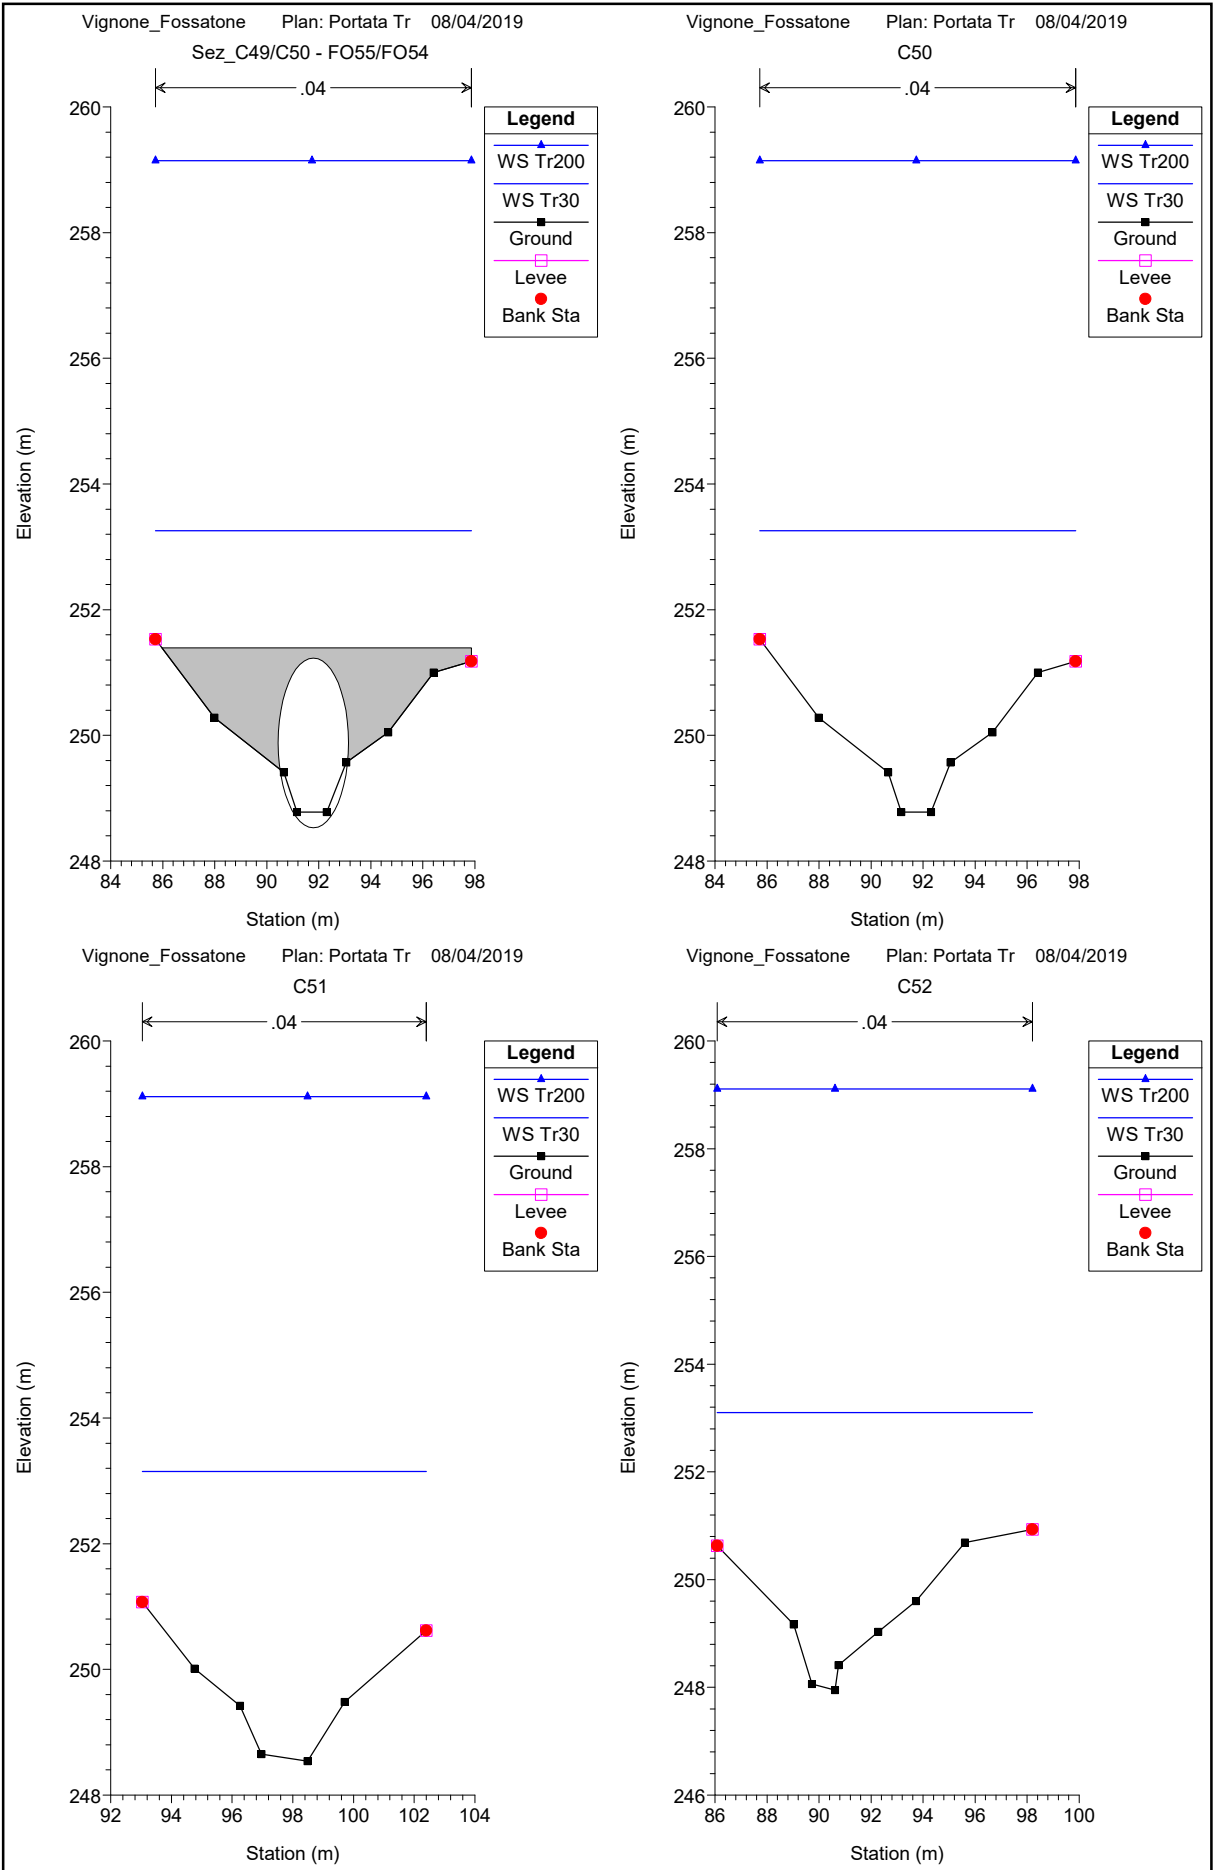 Vignone_Fossatone Plan: Portata Tr 08/04/2019
Sez_C49/C50 - FO55/FO54
.04
260
258
256
254
252
250
248
84 86 88 90 92 94 96 98
Station (m)
Elevation (m)
Legend
WS Tr200
WS Tr30
Ground
Levee
Bank Sta
Vignone_Fossatone Plan: Portata Tr 08/04/2019
C50
.04
260
258
256
254
252
250
248
84 86 88 90 92 94 96 98
Station (m)
Elevation (m)
Legend
WS Tr200
WS Tr30
Ground
Levee
Bank Sta
Vignone_Fossatone Plan: Portata Tr 08/04/2019
C51
.04
260
258
256
254
252
250
248
92 94 96 98 100 102 104
Station (m)
Elevation (m)
Legend
WS Tr200
WS Tr30
Ground
Levee
Bank Sta
Vignone_Fossatone Plan: Portata Tr 08/04/2019
C52
.04
260
258
256
254
252
250
248
246
86 88 90 92 94 96 98 100
Station (m)
Elevation (m)
Legend
WS Tr200
WS Tr30
Ground
Levee
Bank Sta